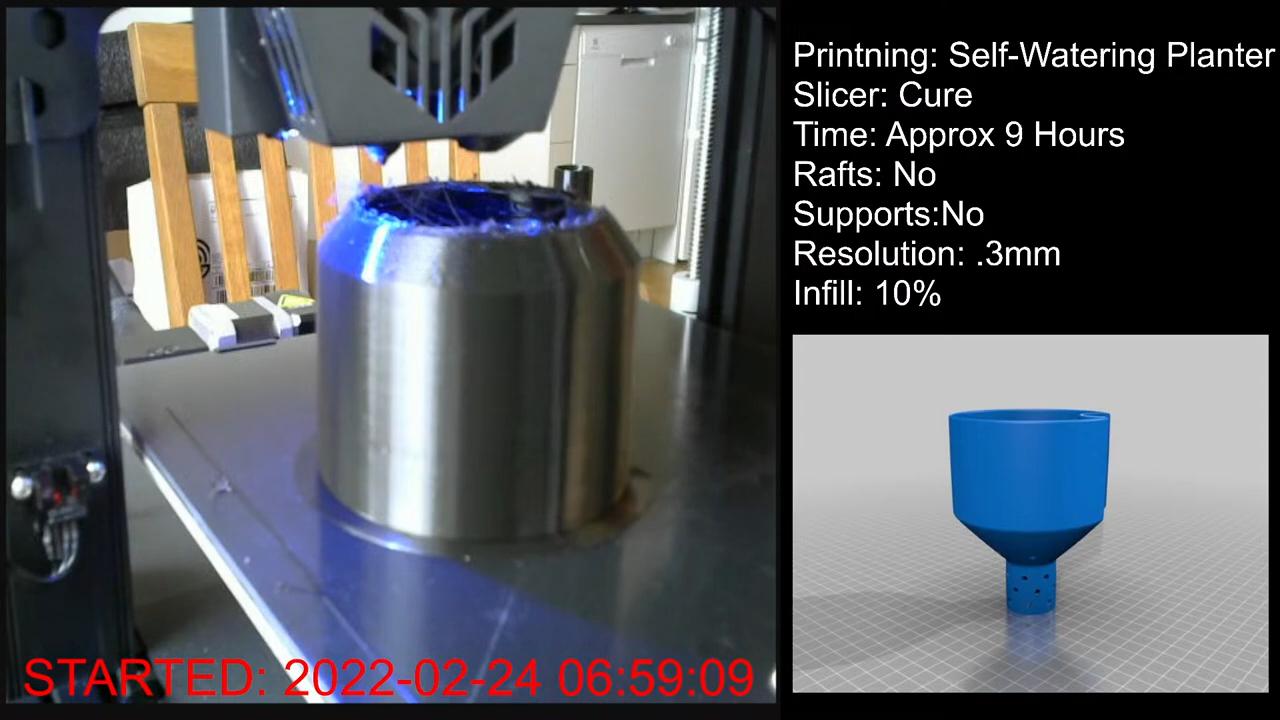 Printning: Self-Watering Planter
Slicer: Cure
Time: Approx 9 Hours
Rafts: No
Supports:No
Resolution: .3mm
Infill: 10%
STARTED: 2022-02-24 06:59:09